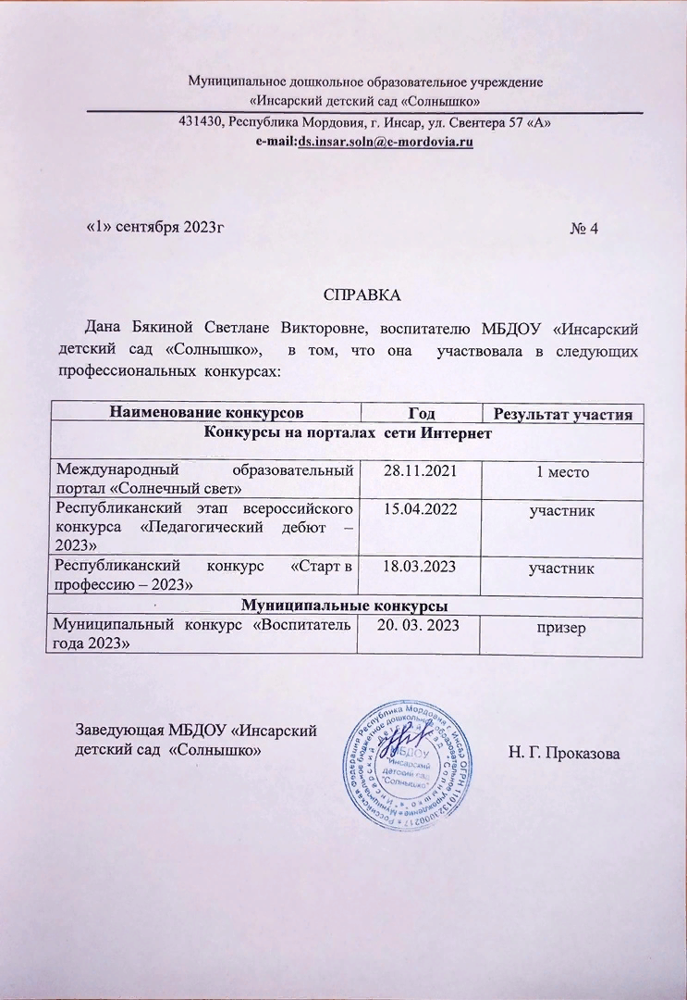 Муниципальное дошкольное образовательное учреждение
«Инсарский детский сад «Солнышко»
431430, Республика Мордовия, г. Инсар, ул. Свентера 57 «А»
e-mail:ds.insar.soln@e-mordovia.ru
«1» сентября 2023г № 4
СПРАВКА
Дана Бякиной Светлане Викторовне, воспитателю МБДОУ «Инсарский
детский сад «Солнышко», в том, что она участвовала в следующих
профессиональных конкурсах:
Наименование конкурсов Год Результат участия
Конкурсы на порталах сети Интернет
Международный образовательный 28.11.2021 1 место
портал «Солнечный свет»
Республиканский этап всероссийского 15.04.2022 участник
конкурса «Педагогический дебют –
2023»
Республиканский конкурс «Старт в 18.03.2023 участник
профессию – 2023»
Муниципальные конкурсы
Муниципальный конкурс «Воспитатель 20. 03. 2023 призер
года 2023»
Заведующая МБДОУ «Инсарский
детский сад «Солнышко» Н. Г. Проказова
Российская Федерация Республика Мордовия г. Инсар ОГРН 1101323000217
Муниципальное бюджетное дошкольное образовательное учреждение
МБДОУ
"Инсарский
детский сад
"Солнышко"